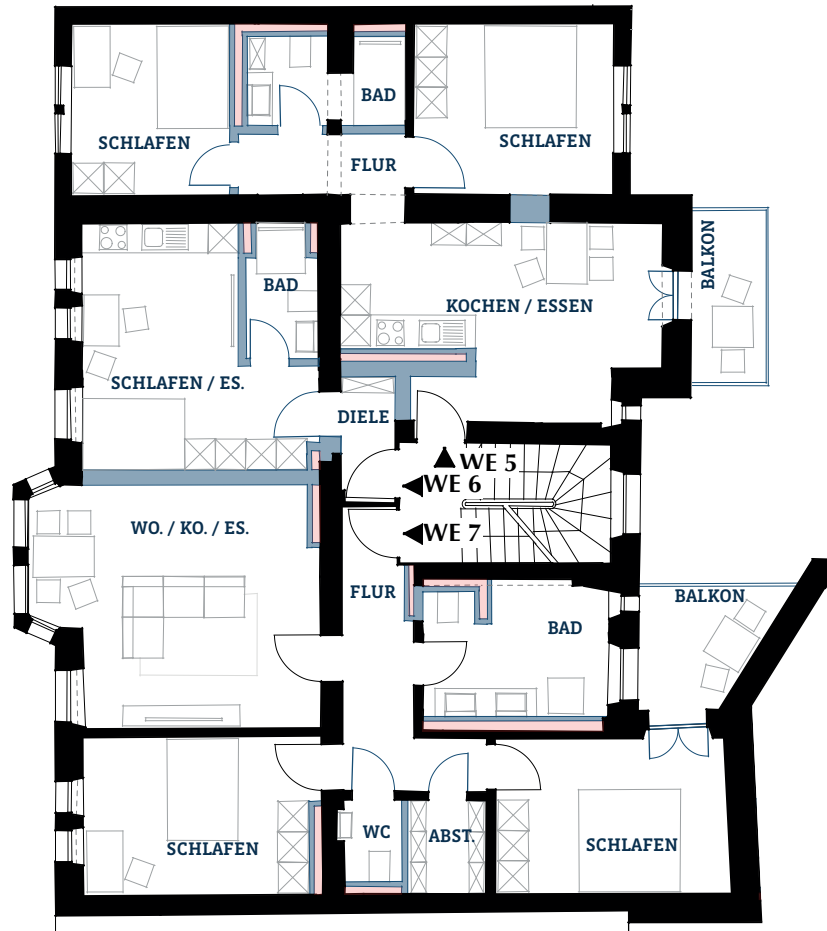 BAD
SCHLAFEN
SCHLAFEN
FLUR
BALKON
BAD
KOCHEN / ESSEN
SCHLAFEN / ES.
DIELE
WE 5
WE 6
WO. / KO. / ES.
WE 7
FLUR
BALKON
BAD
WC
ABST.
SCHLAFEN
SCHLAFEN